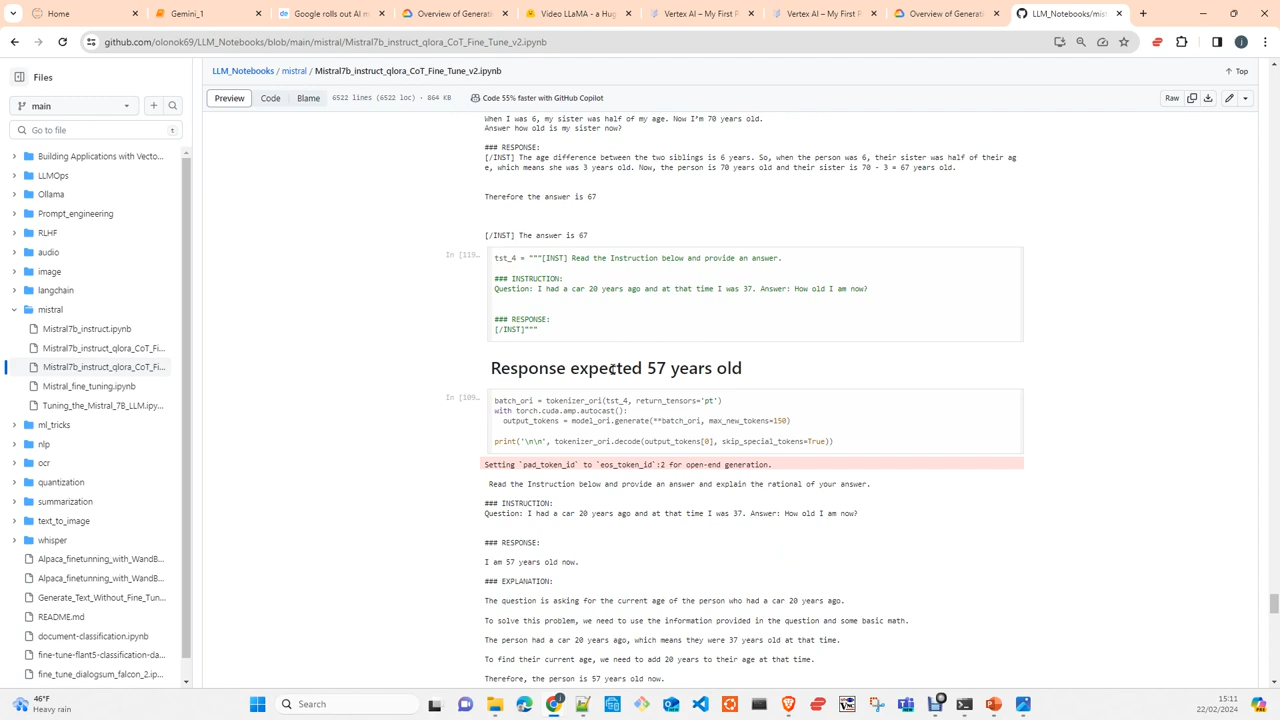 Home
Gemini_1
Google rolls out AI m
Overview of Generati
Video LLaMA - a Hug
Vertex AI – My First P
Vertex AI – My First P
Overview of Generati
LLM_Notebooks/mist
github.com/olonok69/LLM_Notebooks/blob/main/mistral/Mistral7b_instruct_qlora_CoT_Fine_Tune_v2.ipynb
Files
LLM_Notebooks / mistral / Mistral7b_instruct_qlora_CoT_Fine_Tune_v2.ipynb
Top
main
Preview
Code
Blame
6522 lines (6522 loc) · 864 KB
Code 55% faster with GitHub Copilot
Raw
Go to file
t
Building Applications with Vecto...
LLMOps
Ollama
Prompt_engineering
RLHF
audio
image
langchain
mistral
Mistral7b_instruct.ipynb
Mistral7b_instruct_qlora_CoT_Fi...
Mistral7b_instruct_qlora_CoT_Fi...
Mistral_fine_tuning.ipynb
Tuning_the_Mistral_7B_LLM.ipy...
ml_tricks
nlp
ocr
quantization
summarization
text_to_image
whisper
Alpaca_finetunning_with_WandB...
Alpaca_finetunning_with_WandB...
Generate_Text_Without_Fine_Tun...
README.md
document-classification.ipynb
fine-tune-flant5-classification-da...
fine_tune_dialogsum_falcon_2.ip...
When I was 6, my sister was half of my age. Now I'm 70 years old.
Answer how old is my sister now?
### RESPONSE:
[/INST] The age difference between the two siblings is 6 years. So, when the person was 6, their sister was half of their ag
e, which means she was 3 years old. Now, the person is 70 years old and their sister is 70 - 3 = 67 years old.
Therefore the answer is 67
[/INST] The answer is 67
In [119...
tst_4 = """[INST] Read the Instruction below and provide an answer.
### INSTRUCTION:
Question: I had a car 20 years ago and at that time I was 37. Answer: How old I am now?
### RESPONSE:
[/INST]"""
Response expected 57 years old
In [109...
batch_ori = tokenizer_ori(tst_4, return_tensors='pt')
with torch.cuda.amp.autocast():
output_tokens = model_ori.generate(**batch_ori, max_new_tokens=150)
print('\n\n', tokenizer_ori.decode(output_tokens[0], skip_special_tokens=True))
Setting `pad_token_id` to `eos_token_id`:2 for open-end generation.
Read the Instruction below and provide an answer and explain the rational of your answer.
### INSTRUCTION:
Question: I had a car 20 years ago and at that time I was 37. Answer: How old I am now?
### RESPONSE:
I am 57 years old now.
### EXPLANATION:
The question is asking for the current age of the person who had a car 20 years ago.
To solve this problem, we need to use the information provided in the question and some basic math.
The person had a car 20 years ago, which means they were 37 years old at that time.
To find their current age, we need to add 20 years to their age at that time.
Therefore, the person is 57 years old now.
46°F
Heavy rain
Search
15:11
22/02/2024